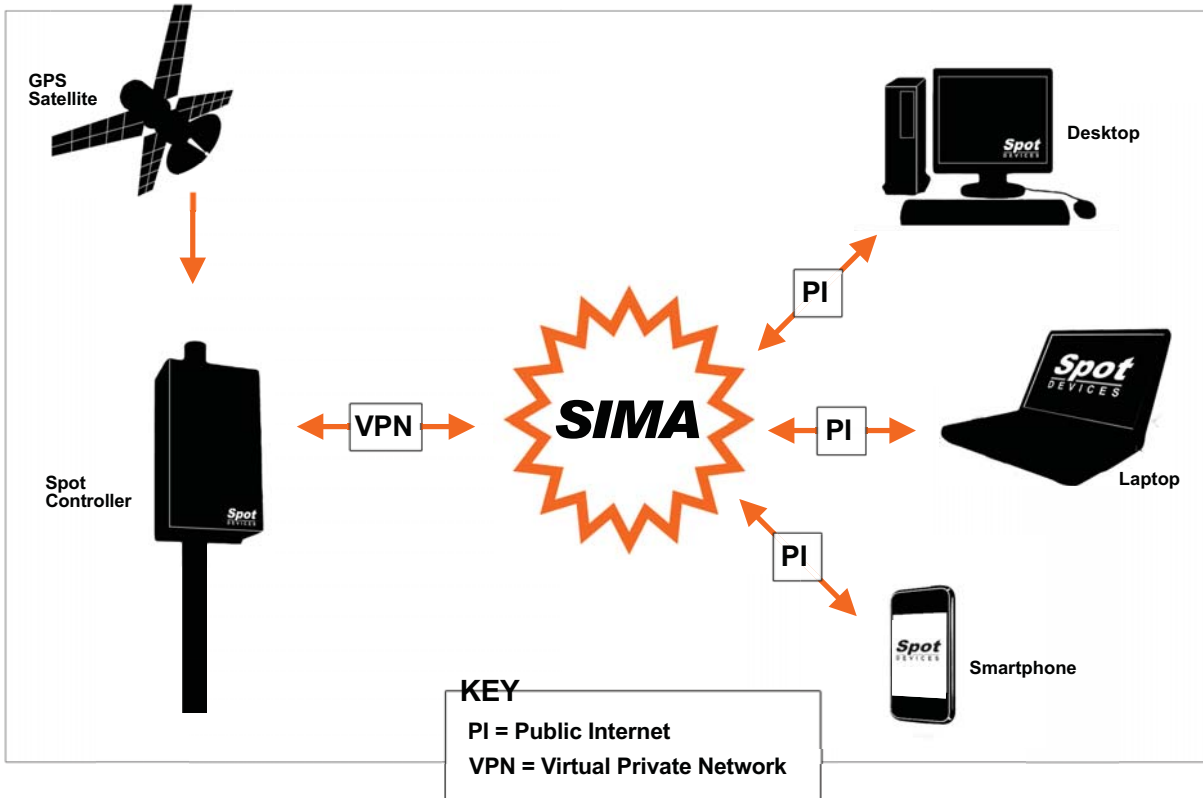 GPS
Satellite
Spot
DEVICES
Desktop
PI
Spot
DEVICES
Laptop
SIMA
VPN
PI
Spot
Controller
Spot
DEVICES
PI
Spot
DEVICES
Smartphone
KEY
PI = Public Internet
VPN = Virtual Private Network